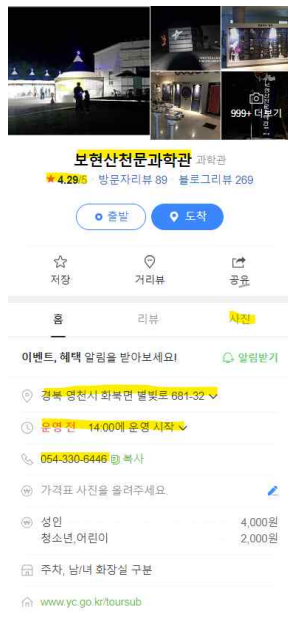 999+ 더보기
보현산천문과학관 과학관
★4.29/5 · 방문자리뷰 89 · 블로그리뷰 269
출발 도착
저장 거리뷰 공유
홈 리뷰 사진
이벤트, 혜택 알림을 받아보세요! 알림받기
경북 영천시 화북면 별빛로 681-32
운영 전 14:00에 운영 시작
054-330-6446 복사
가격표 사진을 올려주세요
성인 4,000원
청소년,어린이 2,000원
주차, 남/녀 화장실 구분
www.yc.go.kr/toursub